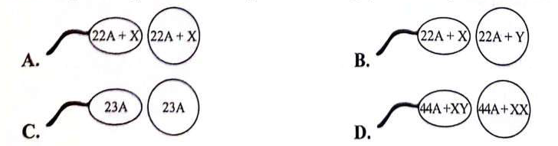 22A + X 22A + X 22A + X 22A + Y
A. B.
23A 23A 44A+XY 44A+XX
C. D.